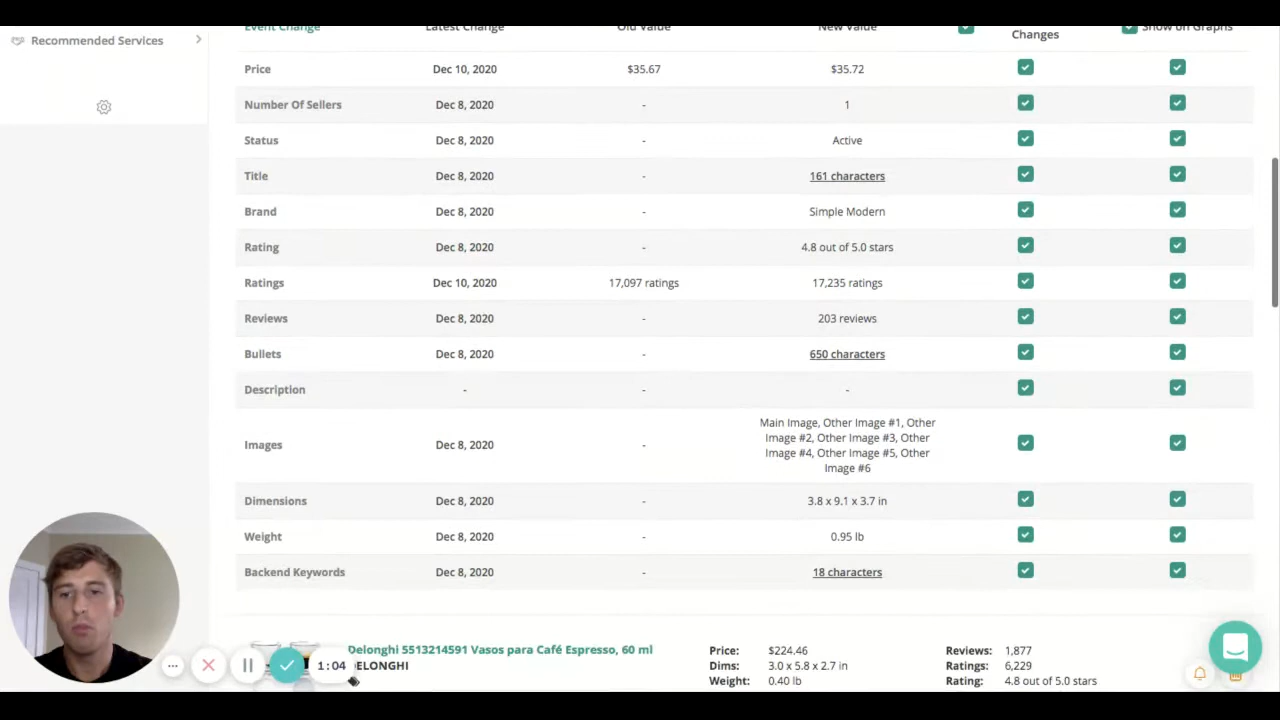 Recommended Services
Event Change Latest Change Old Value New Value Changes Show on Graphs
Price Dec 10, 2020 $35.67 $35.72
Number Of Sellers Dec 8, 2020 - 1
Status Dec 8, 2020 - Active
Title Dec 8, 2020 - 161 characters
Brand Dec 8, 2020 - Simple Modern
Rating Dec 8, 2020 - 4.8 out of 5.0 stars
Ratings Dec 10, 2020 17,097 ratings 17,235 ratings
Reviews Dec 8, 2020 - 203 reviews
Bullets Dec 8, 2020 - 650 characters
Description - - -
Images Dec 8, 2020 - Main Image, Other Image #1, Other
Image #2, Other Image #3, Other
Image #4, Other Image #5, Other
Image #6
Dimensions Dec 8, 2020 - 3.8 x 9.1 x 3.7 in
Weight Dec 8, 2020 - 0.95 lb
Backend Keywords Dec 8, 2020 - 18 characters
Delonghi 5513214591 Vasos para Café Espresso, 60 ml Price: $224.46 Reviews: 1,877
DELONGHI Dims: 3.0 x 5.8 x 2.7 in Ratings: 6,229
Weight: 0.40 lb Rating: 4.8 out of 5.0 stars
1:04